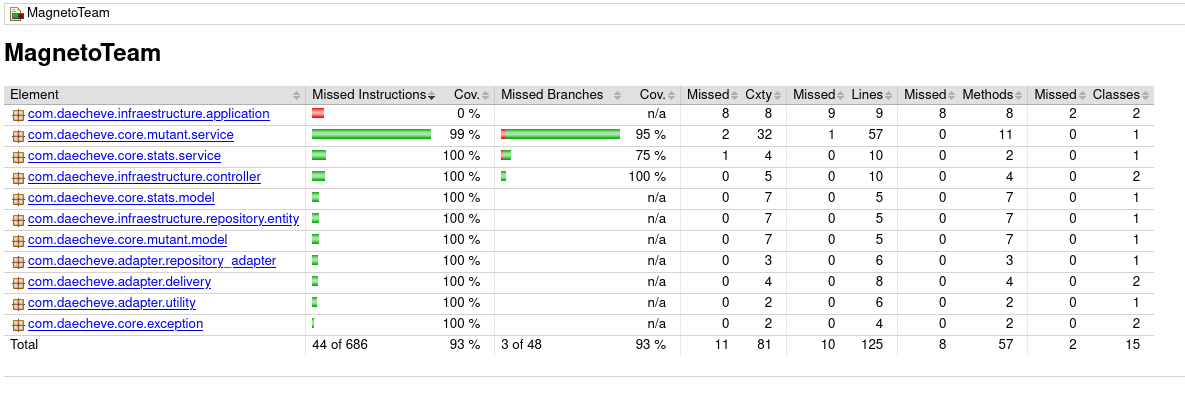 MagnetoTeam
MagnetoTeam
Element Missed Instructions Cov. Missed Branches Cov. Missed Cxty Missed Lines Missed Methods Missed Classes
com.daecheve.infraestructure.application 0 % n/a 8 8 9 9 8 8 2 2
com.daecheve.core.mutant.service 99 % 95 % 2 32 1 57 0 11 0 1
com.daecheve.core.stats.service 100 % 75 % 1 4 0 10 0 2 0 1
com.daecheve.infraestructure.controller 100 % 100 % 0 5 0 10 0 4 0 2
com.daecheve.core.stats.model 100 % n/a 0 7 0 5 0 7 0 1
com.daecheve.infraestructure.repository.entity 100 % n/a 0 7 0 5 0 7 0 1
com.daecheve.core.mutant.model 100 % n/a 0 7 0 5 0 7 0 1
com.daecheve.adapter.repository_adapter 100 % n/a 0 3 0 6 0 3 0 1
com.daecheve.adapter.delivery 100 % n/a 0 4 0 8 0 4 0 2
com.daecheve.adapter.utility 100 % n/a 0 2 0 6 0 2 0 1
com.daecheve.core.exception 100 % n/a 0 2 0 4 0 2 0 2
Total 44 of 686 93 % 3 of 48 93 % 11 81 10 125 8 57 2 15